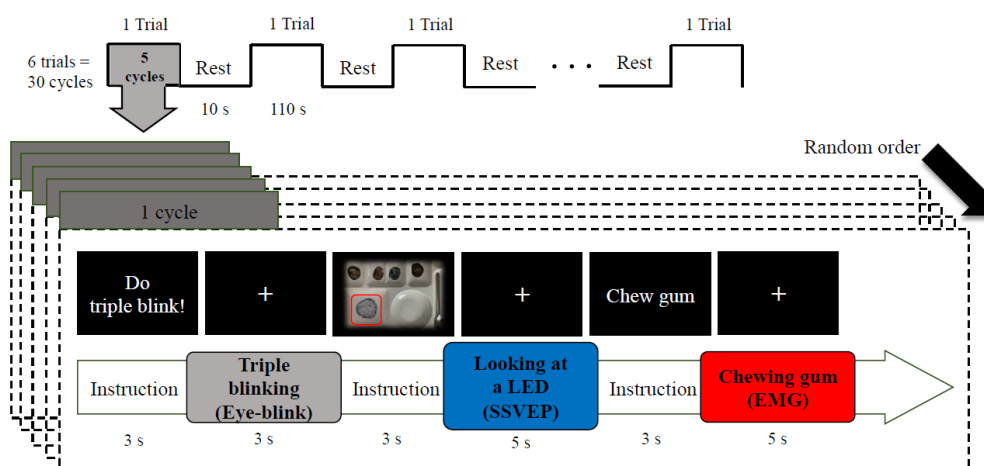 1 Trial
1 Trial
1 Trial
1 Trial
6 trials =
30 cycles
5
cycles
Rest
Rest
Rest
. . .
Rest
10 s
110 s
Random order
1 cycle
Do
triple blink!
+
+
Chew gum
+
Instruction
Triple
blinking
(Eye-blink)
Instruction
Looking at
a LED
(SSVEP)
Instruction
Chewing gum
(EMG)
3 s
3 s
3 s
5 s
3 s
5 s